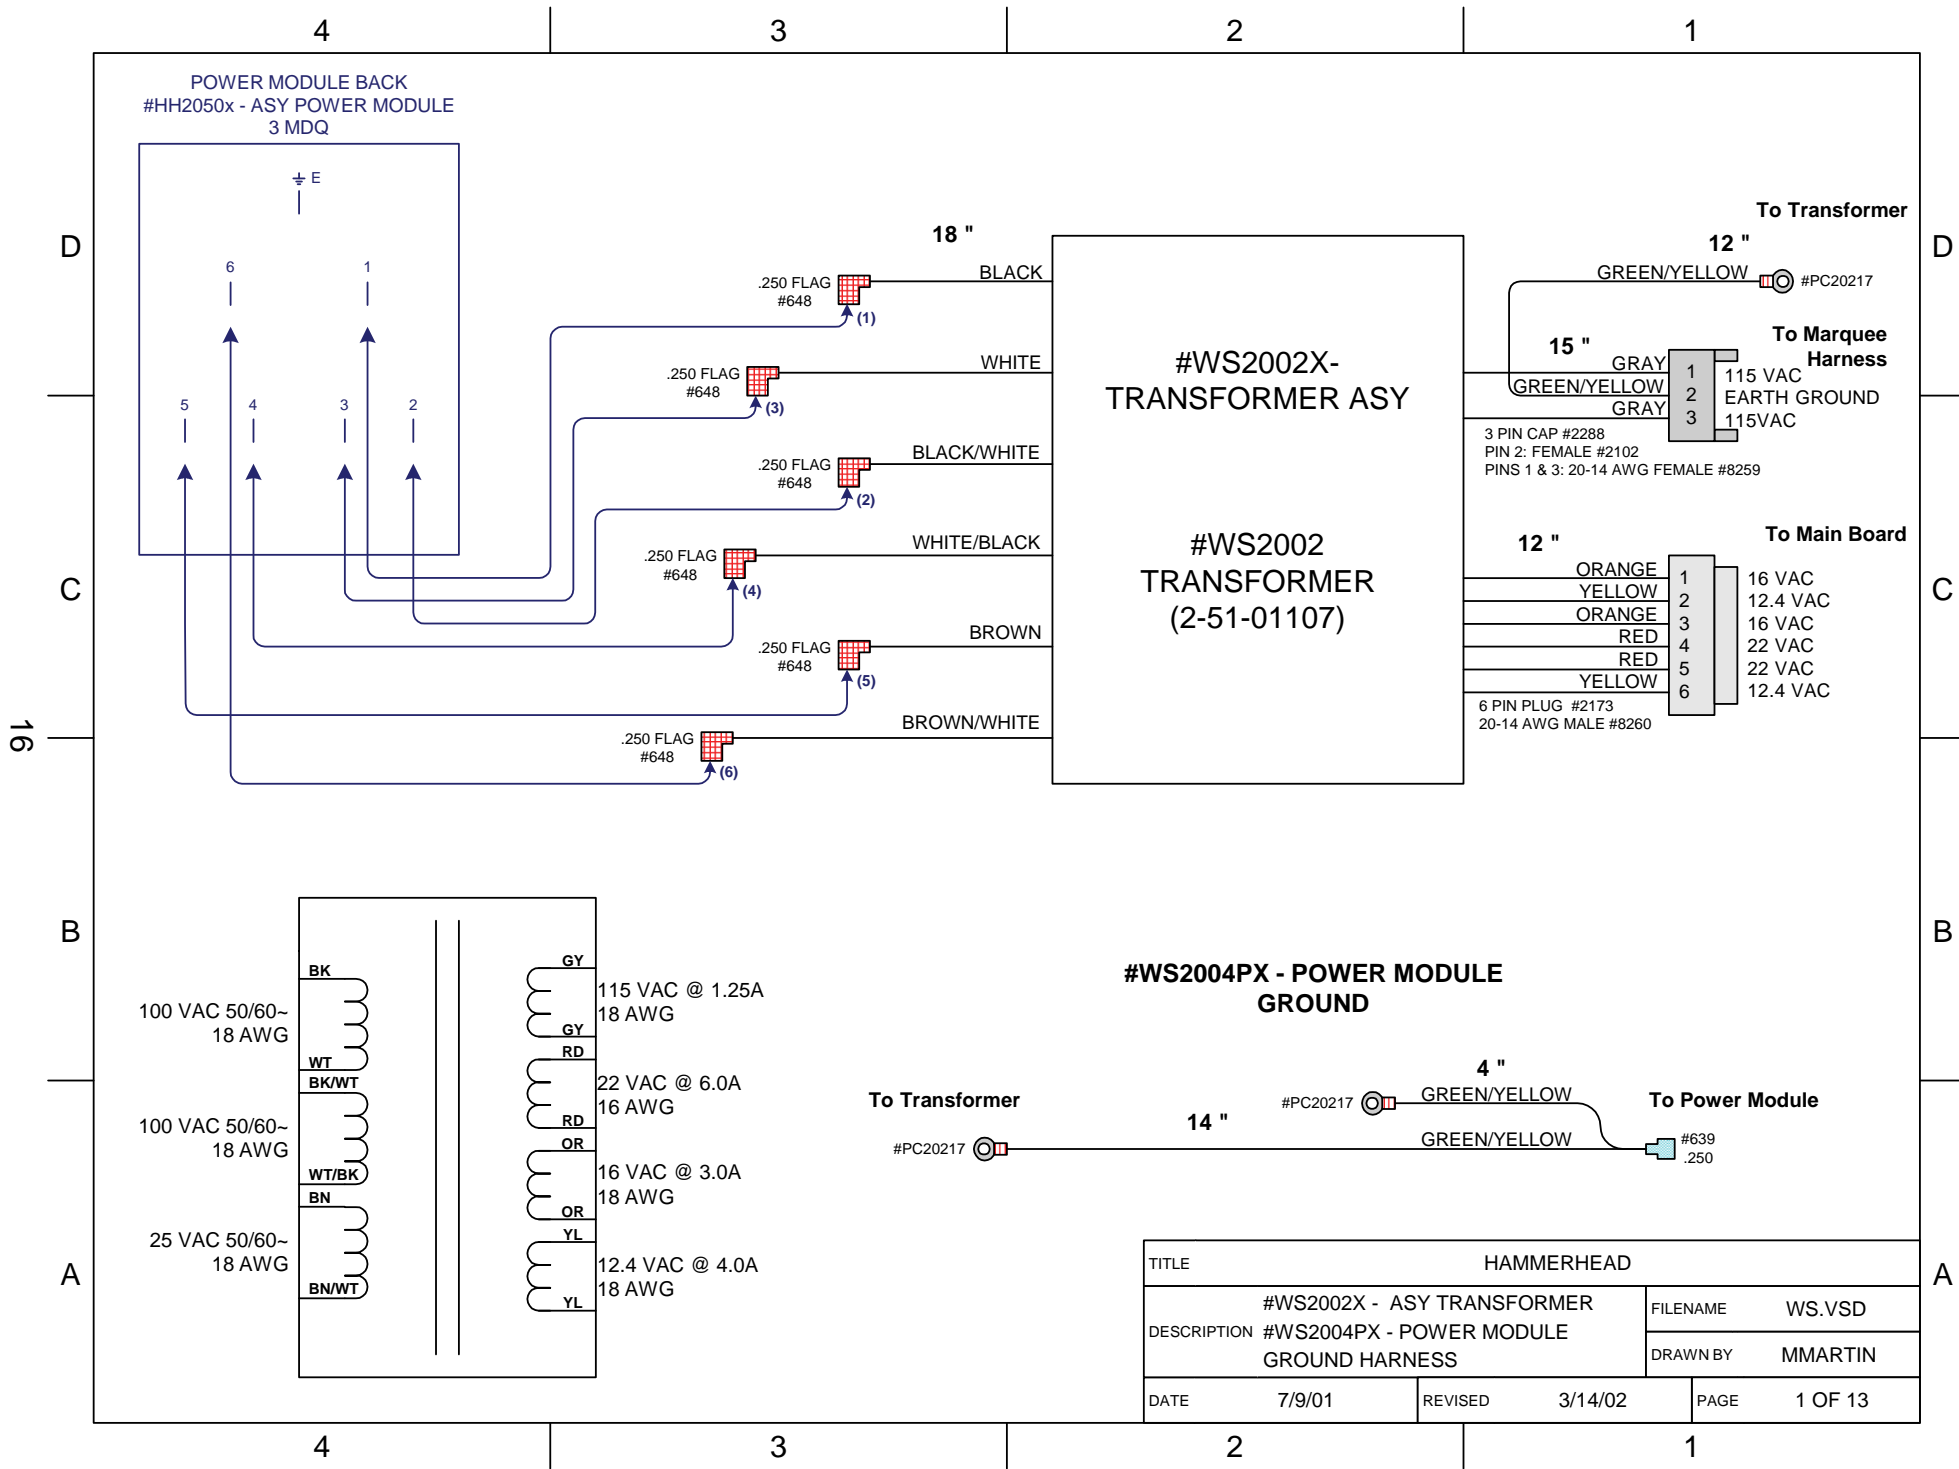 4 3 2 1
POWER MODULE BACK
#HH2050x - ASY POWER MODULE
3 MDQ
E
6 1
5 4 3 2
D
C
B
A
16
18 "
.250 FLAG
#648
(1)
BLACK
.250 FLAG
#648
(3)
WHITE
.250 FLAG
#648
(2)
BLACK/WHITE
.250 FLAG
#648
(4)
WHITE/BLACK
.250 FLAG
#648
(5)
BROWN
.250 FLAG
#648
(6)
BROWN/WHITE
#WS2002X-
TRANSFORMER ASY
#WS2002
TRANSFORMER
(2-51-01107)
To Transformer
12 "
GREEN/YELLOW
#PC20217
To Marquee
Harness
15 "
GRAY 1 115 VAC
GREEN/YELLOW 2 EARTH GROUND
GRAY 3 115VAC
3 PIN CAP #2288
PIN 2: FEMALE #2102
PINS 1 & 3: 20-14 AWG FEMALE #8259
To Main Board
12 "
ORANGE 1 16 VAC
YELLOW 2 12.4 VAC
ORANGE 3 16 VAC
RED 4 22 VAC
RED 5 22 VAC
YELLOW 6 12.4 VAC
6 PIN PLUG #2173
20-14 AWG MALE #8260
D
C
B
A
BK
100 VAC 50/60~
18 AWG
WT
BK/WT
100 VAC 50/60~
18 AWG
WT/BK
BN
25 VAC 50/60~
18 AWG
BN/WT
GY
115 VAC @ 1.25A
18 AWG
GY
RD
22 VAC @ 6.0A
16 AWG
RD
OR
16 VAC @ 3.0A
18 AWG
OR
YL
12.4 VAC @ 4.0A
18 AWG
YL
#WS2004PX - POWER MODULE
GROUND
4 "
#PC20217
GREEN/YELLOW
To Power Module
To Transformer
14 "
#PC20217
GREEN/YELLOW
#639
.250
TITLE HAMMERHEAD
DESCRIPTION
#WS2002X - ASY TRANSFORMER
#WS2004PX - POWER MODULE
GROUND HARNESS
FILENAME WS.VSD
DRAWN BY MMARTIN
DATE 7/9/01 REVISED 3/14/02 PAGE 1 OF 13
4 3 2 1